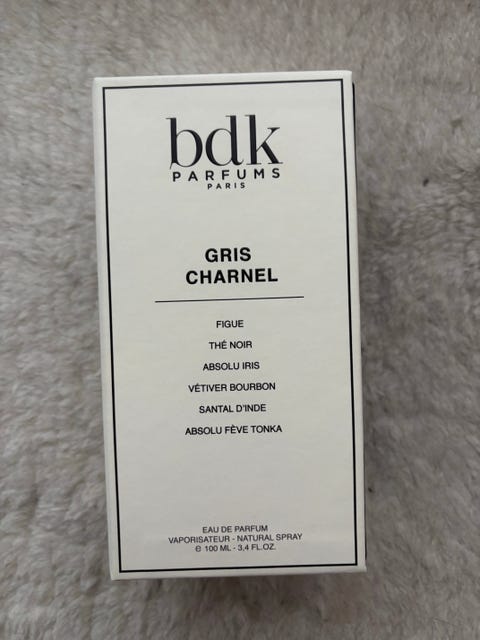 bdk
PARFUMS
PARIS
GRIS
CHARNEL
FIGUE
THÉ NOIR
ABSOLU IRIS
VÉTIVER BOURBON
SANTAL D'INDE
ABSOLU FÈVE TONKA
EAU DE PARFUM
VAPORISATEUR - NATURAL SPRAY
℮ 100 ML - 3,4 FL.OZ.